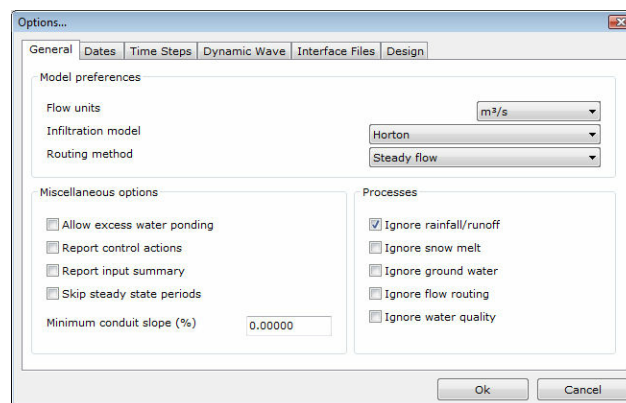 Options...
General
Dates
Time Steps
Dynamic Wave
Interface Files
Design
Model preferences
Flow units
m³/s
Infiltration model
Horton
Routing method
Steady flow
Miscellaneous options
Allow excess water ponding
Report control actions
Report input summary
Skip steady state periods
Minimum conduit slope (%)
0.00000
Processes
Ignore rainfall/runoff
Ignore snow melt
Ignore ground water
Ignore flow routing
Ignore water quality
Ok
Cancel